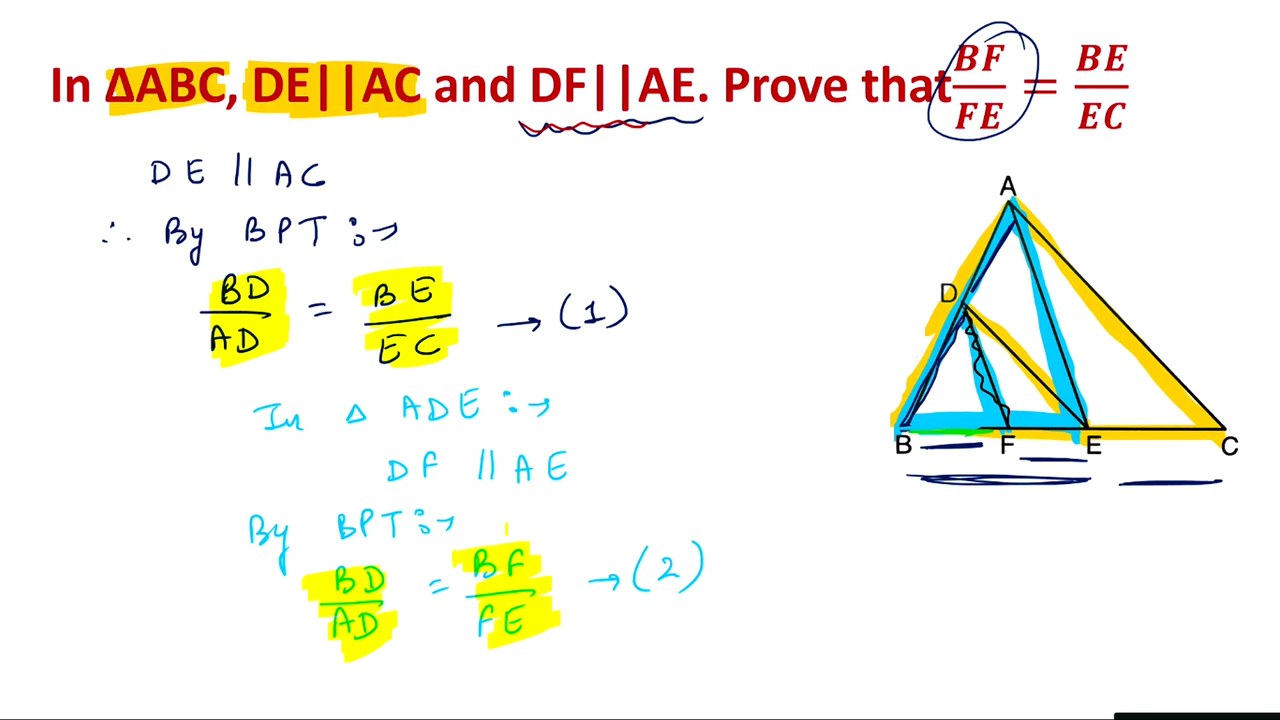 In ΔABC, DE||AC and DF||AE. Prove that BF/FE = BE/EC
DE || AC
∴ By BPT :→
BD/AD = BE/EC → (1)
In Δ ADE :→
DF || AE
By BPT :→
BD/AD = BF/FE → (2)
A
D
B F E C